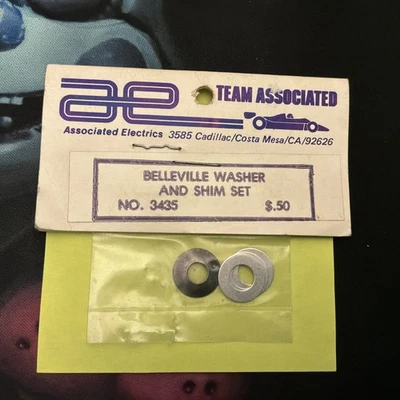 ae TEAM ASSOCIATED
Associated Electrics 3585 Cadillac/Costa Mesa/CA/92626
BELLEVILLE WASHER
AND SHIM SET
NO. 3435 $.50